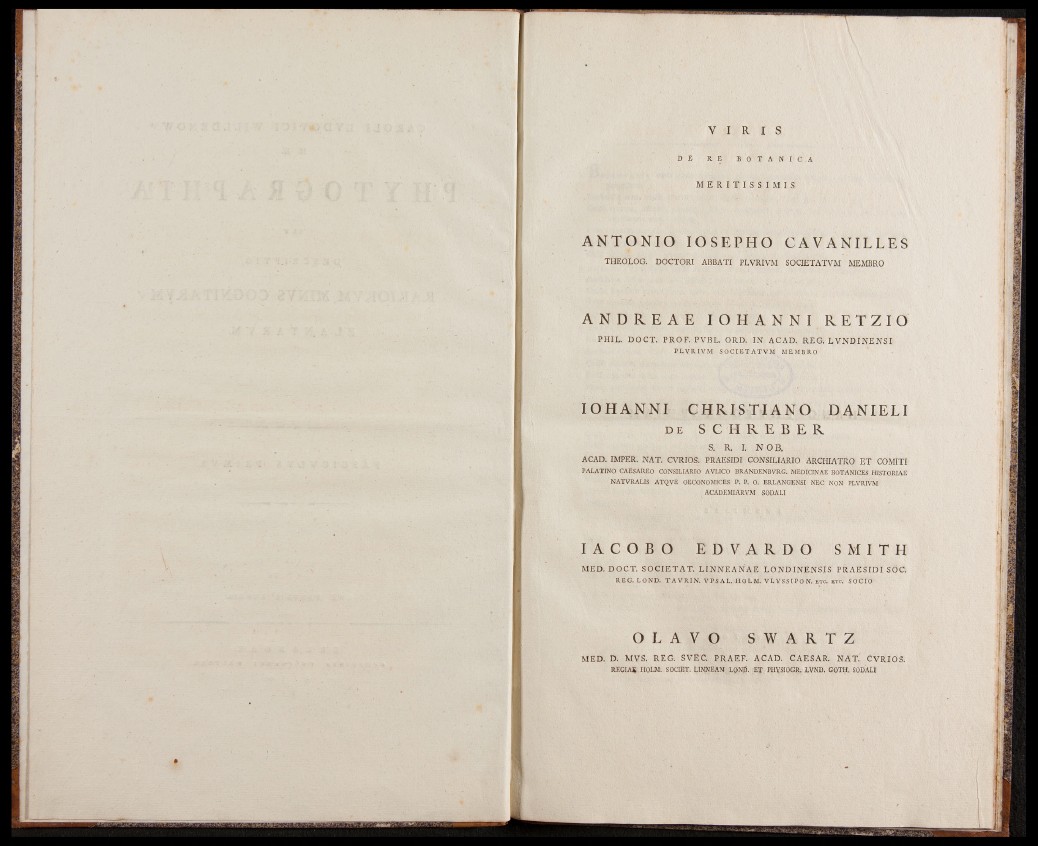 VIRIS
DE RE BOTANICA
MERITISSIMIS
ANTONIO IOSEPHO CAVANILLES
THEOLOG. DOCTORI ABBATI PLVRIVM SOCIETATVM MEMBRO
ANDREAE IOHANNI RETZIO
PHIL. DOCT. PROF. PVBL. ORD. IN ACAD. REG. LVNDINENSI
PLVRIVM SOCIETATVM MEMBRO
IOHANNI CHRISTIANO DANIELI
DE SCHREBER
S. R. I. NOB.
ACAD. IMPER. NAT. CVRIOS. PRAESIDI CONSILIARIO ARCHIATRO ET COMITI
PALATINO CAESAREO CONSILIARIO AVLICO BRANDENBVRG. MEDICINAE BOTANICES HISTORIAE
NATVRALIS ATQVE OECONOMICES P. P. O. ERLANGENSI NEC NON PLVRIVM
ACADEMIARVM SODALI
IACOBO EDVARDO SMITH
MED. DOCT. SOCIETAT. LINNEANAE LONDINENSIS PRAESIDI SOC.
REG. LOND. TAVRIN. VPSAL. HOLM. VLYSSIPON. ETC. ETC. SOCIO
OLAVO SWARTZ
MED. D. MVS. REG. SVEC. PRAEF. ACAD. CAESAR. NAT. CVRIOS.
REGIAE HOLM. SOCIET. LINNEAN LOND. ET PHYSIOGR. LVND. GOTH. SODALI